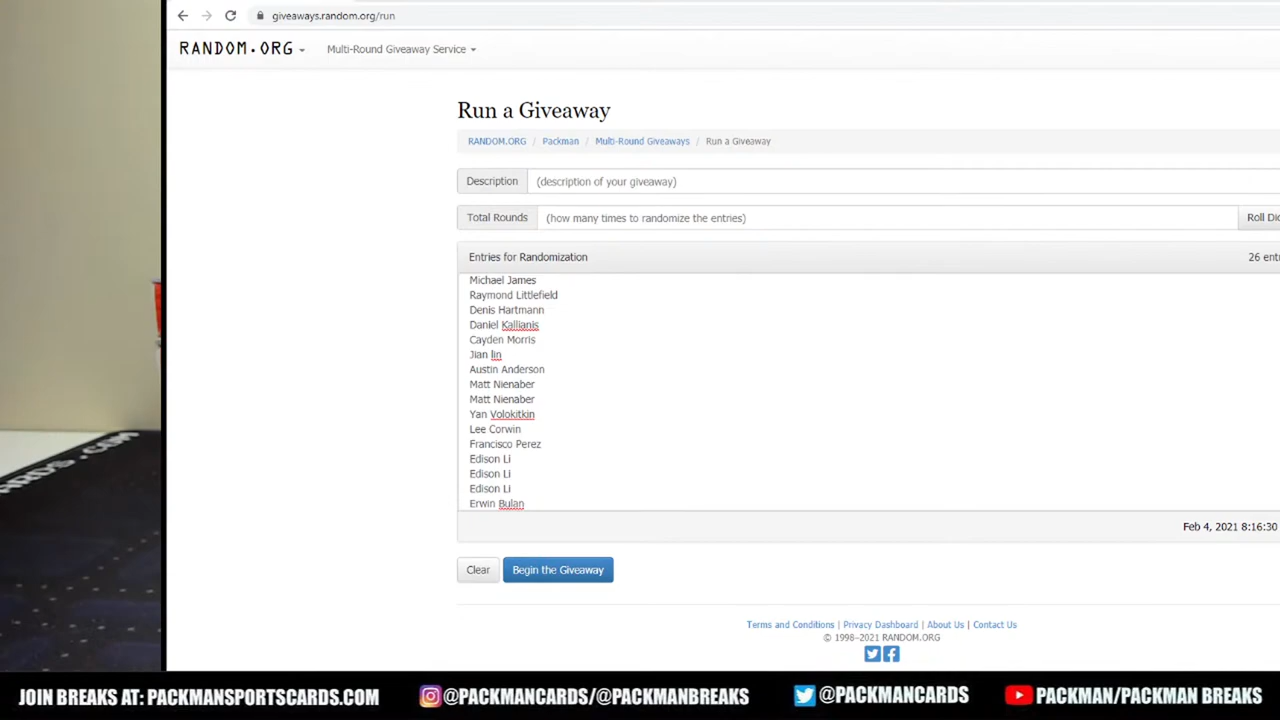 giveaways.random.org/run
RANDOM.ORG Multi-Round Giveaway Service
Run a Giveaway
RANDOM.ORG / Packman / Multi-Round Giveaways / Run a Giveaway
Description (description of your giveaway)
Total Rounds (how many times to randomize the entries) Roll
Entries for Randomization 26
Michael James
Raymond Littlefield
Denis Hartmann
Daniel Kallianis
Cayden Morris
Jian lin
Austin Anderson
Matt Nienaber
Matt Nienaber
Yan Volokitkin
Lee Corwin
Francisco Perez
Edison Li
Edison Li
Edison Li
Erwin Bulan
Feb 4, 2021 8:16:30
Clear Begin the Giveaway
Terms and Conditions | Privacy Dashboard | About Us | Contact Us
© 1998–2021 RANDOM.ORG
ARDS.COM
JOIN BREAKS AT: PACKMANSPORTSCARDS.COM @PACKMANCARDS/@PACKMANBREAKS @PACKMANCARDS PACKMAN/PACKMAN BREAKS